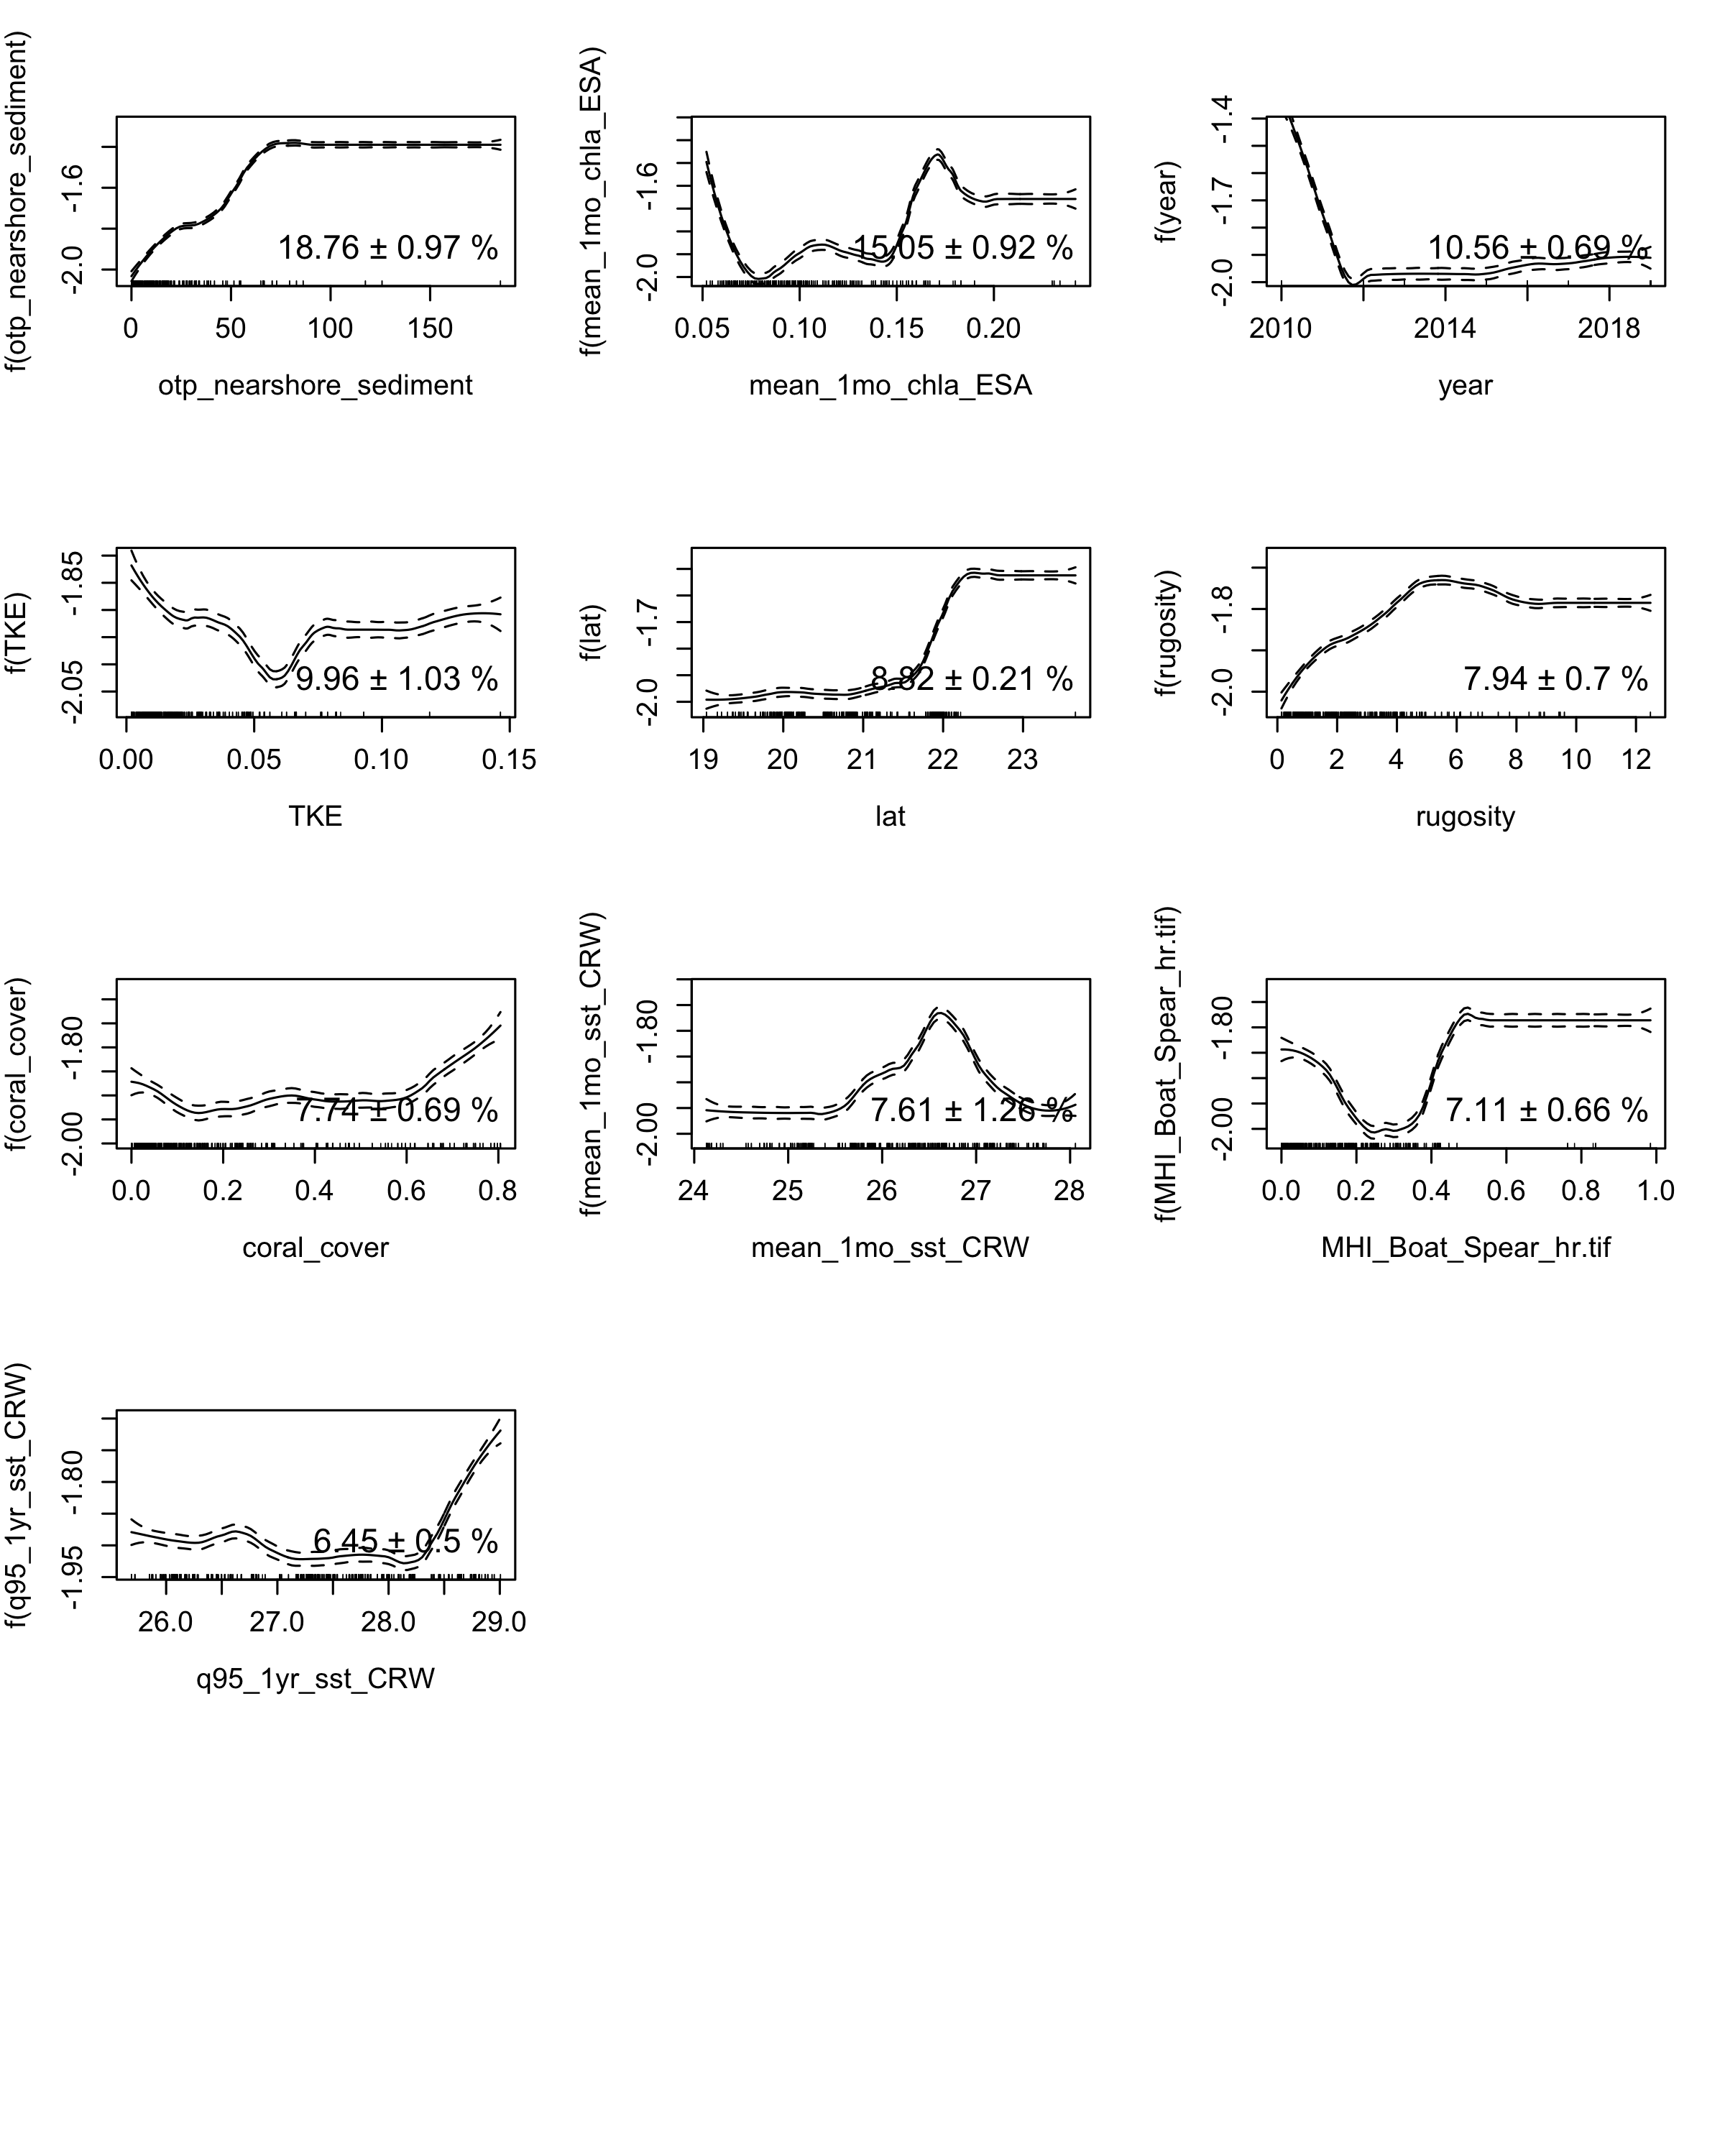 f(otp_nearshore_sediment)
-2.0 -1.6
18.76 ± 0.97 %
0 50 100 150
otp_nearshore_sediment
f(mean_1mo_chla_ESA)
-2.0 -1.6
15.05 ± 0.92 %
0.05 0.10 0.15 0.20
mean_1mo_chla_ESA
f(year)
-2.0 -1.7 -1.4
10.56 ± 0.69 %
2010 2014 2018
year
f(TKE)
-2.05 -1.85
9.96 ± 1.03 %
0.00 0.05 0.10 0.15
TKE
f(lat)
-2.0 -1.7
8.82 ± 0.21 %
19 20 21 22 23
lat
f(rugosity)
-2.0 -1.8
7.94 ± 0.7 %
0 2 4 6 8 10 12
rugosity
f(coral_cover)
-2.00 -1.80
7.74 ± 0.69 %
0.0 0.2 0.4 0.6 0.8
coral_cover
f(mean_1mo_sst_CRW)
-2.00 -1.80
7.61 ± 1.26 %
24 25 26 27 28
mean_1mo_sst_CRW
f(MHI_Boat_Spear_hr.tif)
-2.00 -1.80
7.11 ± 0.66 %
0.0 0.2 0.4 0.6 0.8 1.0
MHI_Boat_Spear_hr.tif
f(q95_1yr_sst_CRW)
-1.95 -1.80
6.45 ± 0.5 %
26.0 27.0 28.0 29.0
q95_1yr_sst_CRW